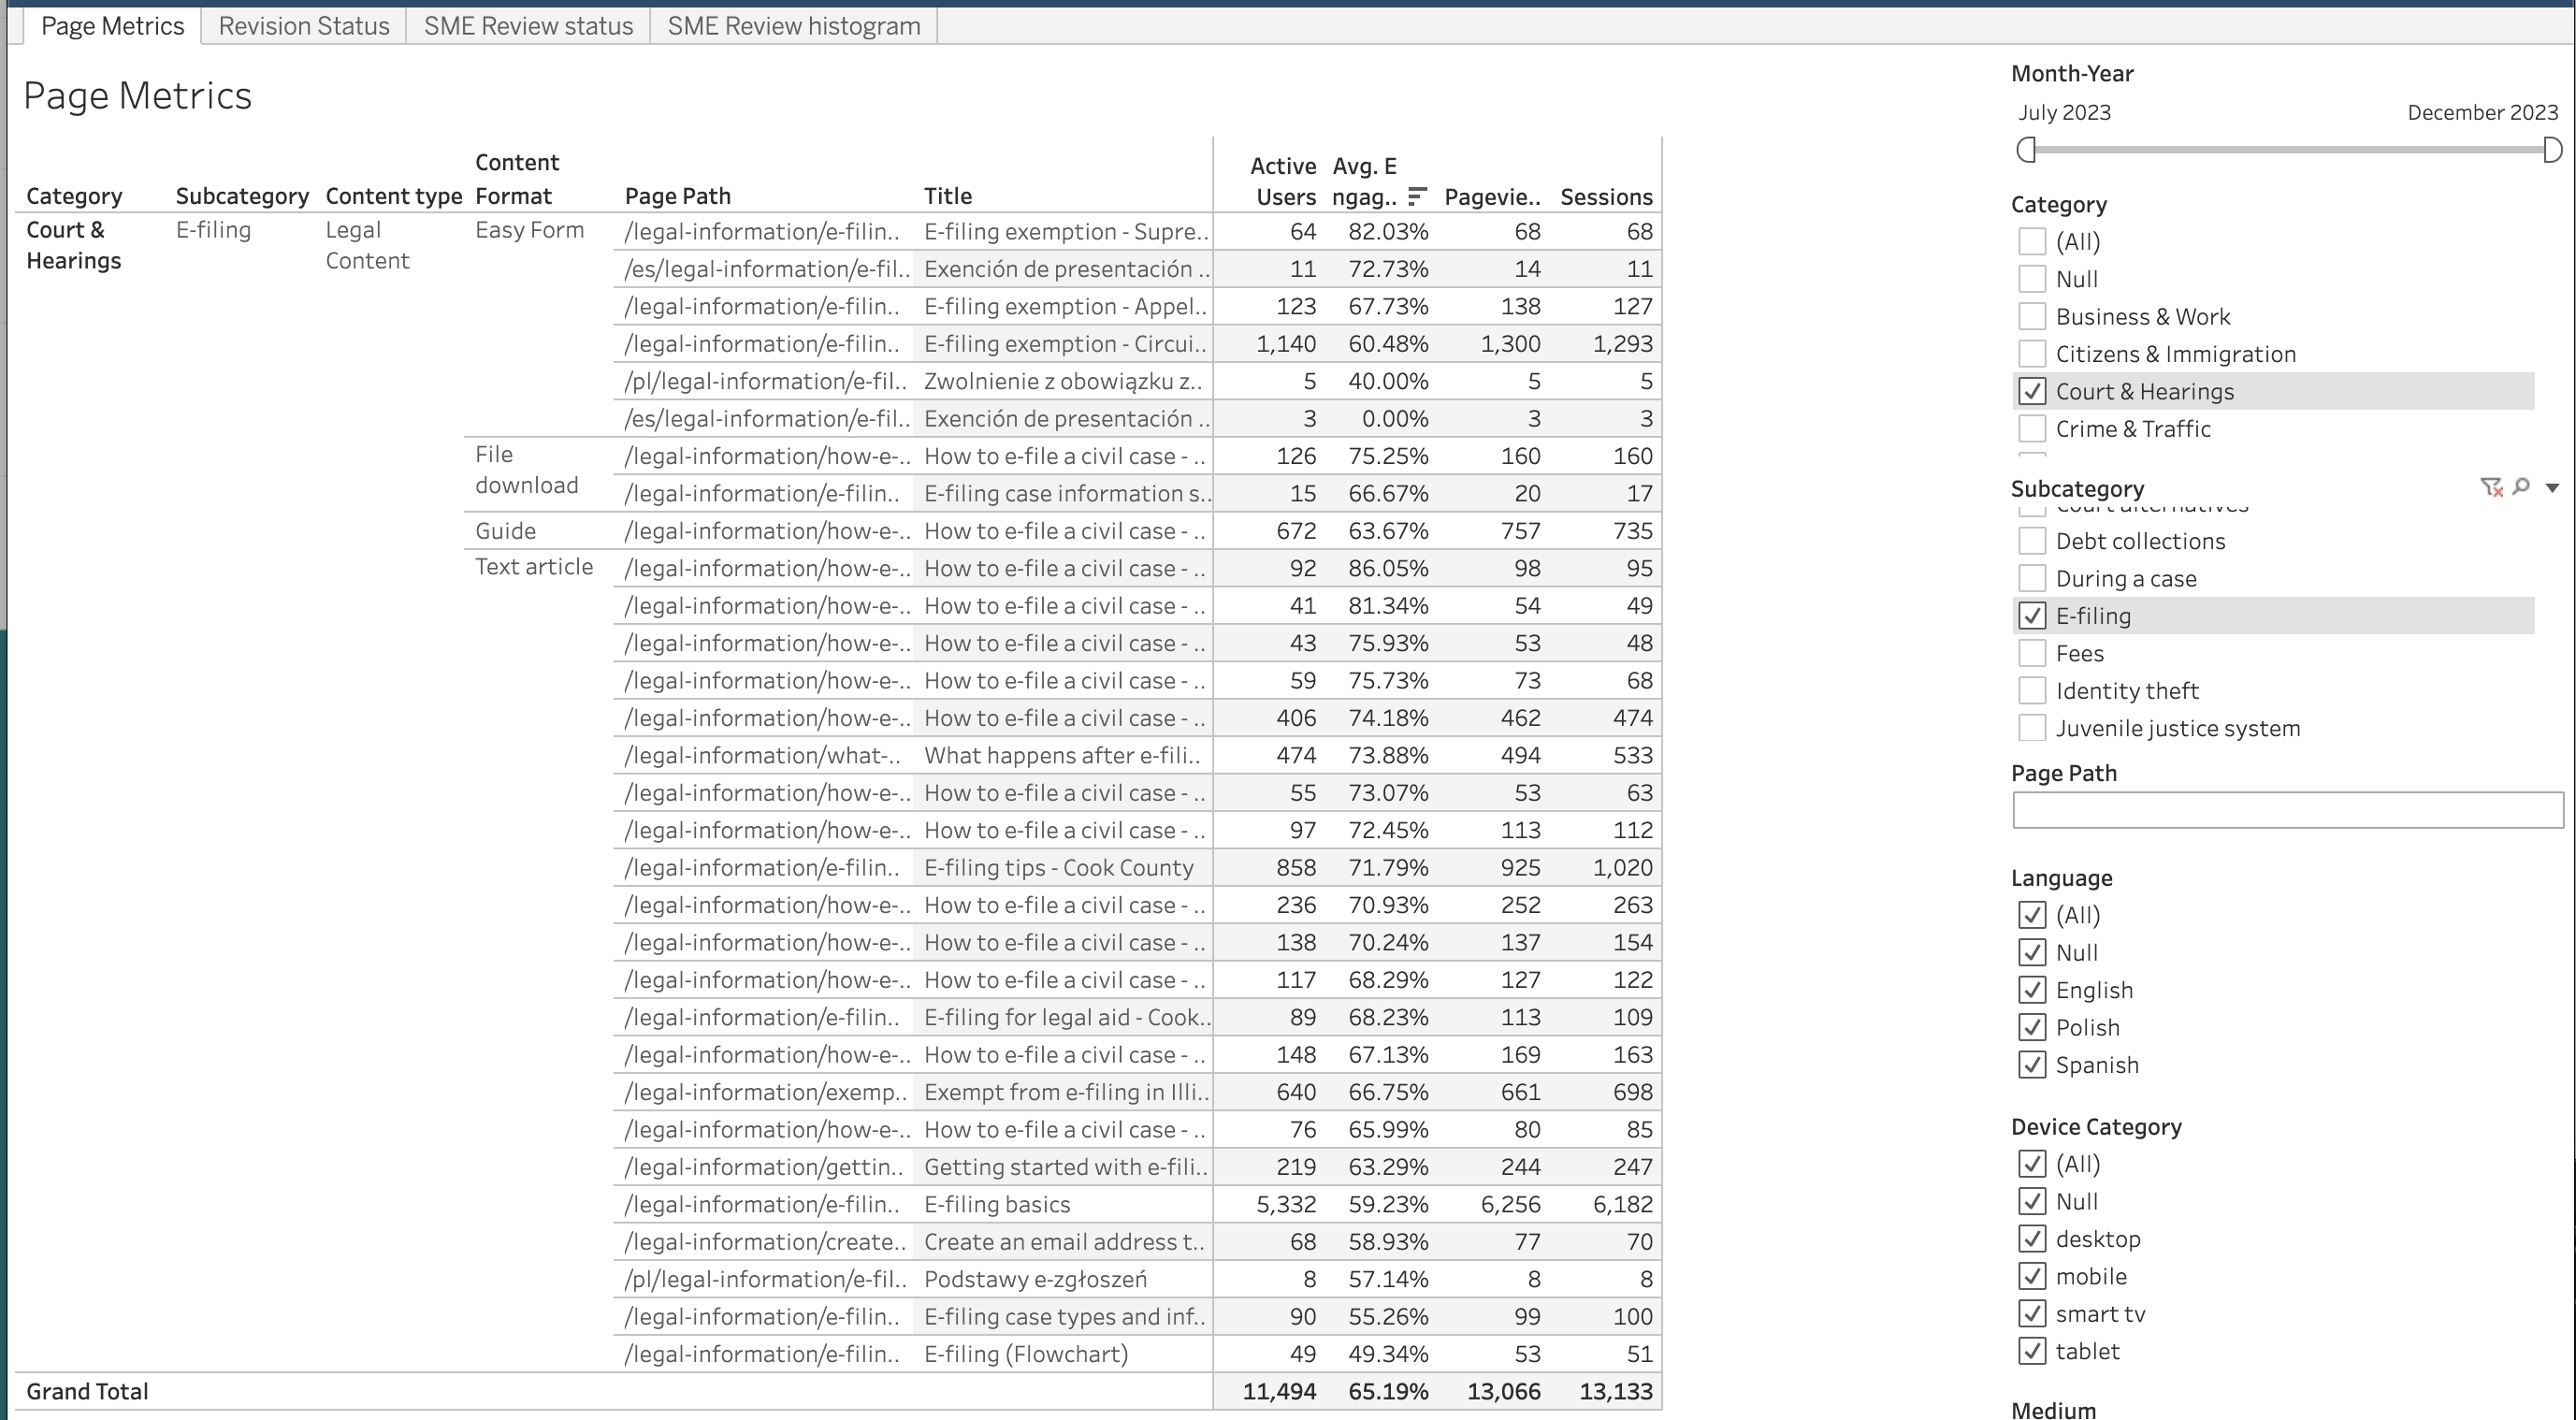 Page Metrics Revision Status SME Review status SME Review histogram
Page Metrics
Category Subcategory Content type Content Format Page Path Title Active Users Avg. E ngag.. Pagevie.. Sessions
Court & Hearings E-filing Legal Content Easy Form /legal-information/e-filin.. E-filing exemption - Supre.. 64 82.03% 68 68
/es/legal-information/e-fil.. Exención de presentación .. 11 72.73% 14 11
/legal-information/e-filin.. E-filing exemption - Appel.. 123 67.73% 138 127
/legal-information/e-filin.. E-filing exemption - Circui.. 1,140 60.48% 1,300 1,293
/pl/legal-information/e-fil.. Zwolnienie z obowiązku z.. 5 40.00% 5 5
/es/legal-information/e-fil.. Exención de presentación .. 3 0.00% 3 3
File download /legal-information/how-e-.. How to e-file a civil case - .. 126 75.25% 160 160
/legal-information/e-filin.. E-filing case information s.. 15 66.67% 20 17
Guide /legal-information/how-e-.. How to e-file a civil case - .. 672 63.67% 757 735
Text article /legal-information/how-e-.. How to e-file a civil case - .. 92 86.05% 98 95
/legal-information/how-e-.. How to e-file a civil case - .. 41 81.34% 54 49
/legal-information/how-e-.. How to e-file a civil case - .. 43 75.93% 53 48
/legal-information/how-e-.. How to e-file a civil case - .. 59 75.73% 73 68
/legal-information/how-e-.. How to e-file a civil case - .. 406 74.18% 462 474
/legal-information/what-.. What happens after e-fili.. 474 73.88% 494 533
/legal-information/how-e-.. How to e-file a civil case - .. 55 73.07% 53 63
/legal-information/how-e-.. How to e-file a civil case - .. 97 72.45% 113 112
/legal-information/e-filin.. E-filing tips - Cook County 858 71.79% 925 1,020
/legal-information/how-e-.. How to e-file a civil case - .. 236 70.93% 252 263
/legal-information/how-e-.. How to e-file a civil case - .. 138 70.24% 137 154
/legal-information/how-e-.. How to e-file a civil case - .. 117 68.29% 127 122
/legal-information/e-filin.. E-filing for legal aid - Cook.. 89 68.23% 113 109
/legal-information/how-e-.. How to e-file a civil case - .. 148 67.13% 169 163
/legal-information/exemp.. Exempt from e-filing in Illi.. 640 66.75% 661 698
/legal-information/how-e-.. How to e-file a civil case - .. 76 65.99% 80 85
/legal-information/gettin.. Getting started with e-fili.. 219 63.29% 244 247
/legal-information/e-filin.. E-filing basics 5,332 59.23% 6,256 6,182
/legal-information/create.. Create an email address t.. 68 58.93% 77 70
/pl/legal-information/e-fil.. Podstawy e-zgłoszeń 8 57.14% 8 8
/legal-information/e-filin.. E-filing case types and inf.. 90 55.26% 99 100
/legal-information/e-filin.. E-filing (Flowchart) 49 49.34% 53 51
Grand Total 11,494 65.19% 13,066 13,133
Month-Year
July 2023 December 2023
Category
(All)
Null
Business & Work
Citizens & Immigration
Court & Hearings
Crime & Traffic
Subcategory
Court alternatives
Debt collections
During a case
E-filing
Fees
Identity theft
Juvenile justice system
Page Path
Language
(All)
Null
English
Polish
Spanish
Device Category
(All)
Null
desktop
mobile
smart tv
tablet
Medium